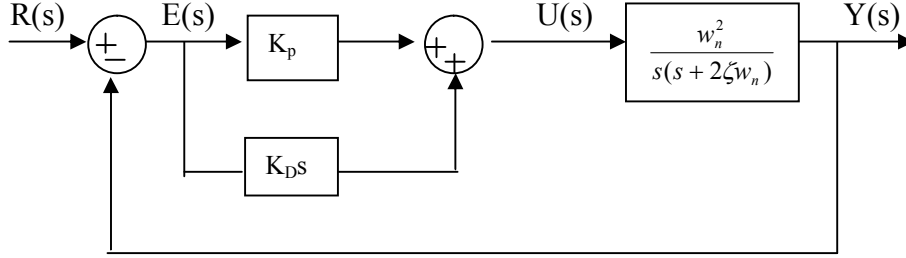 R(s) E(s) U(s) Y(s)
+ − K_p + + w_n^2 / s(s + 2ζw_n)
K_D s